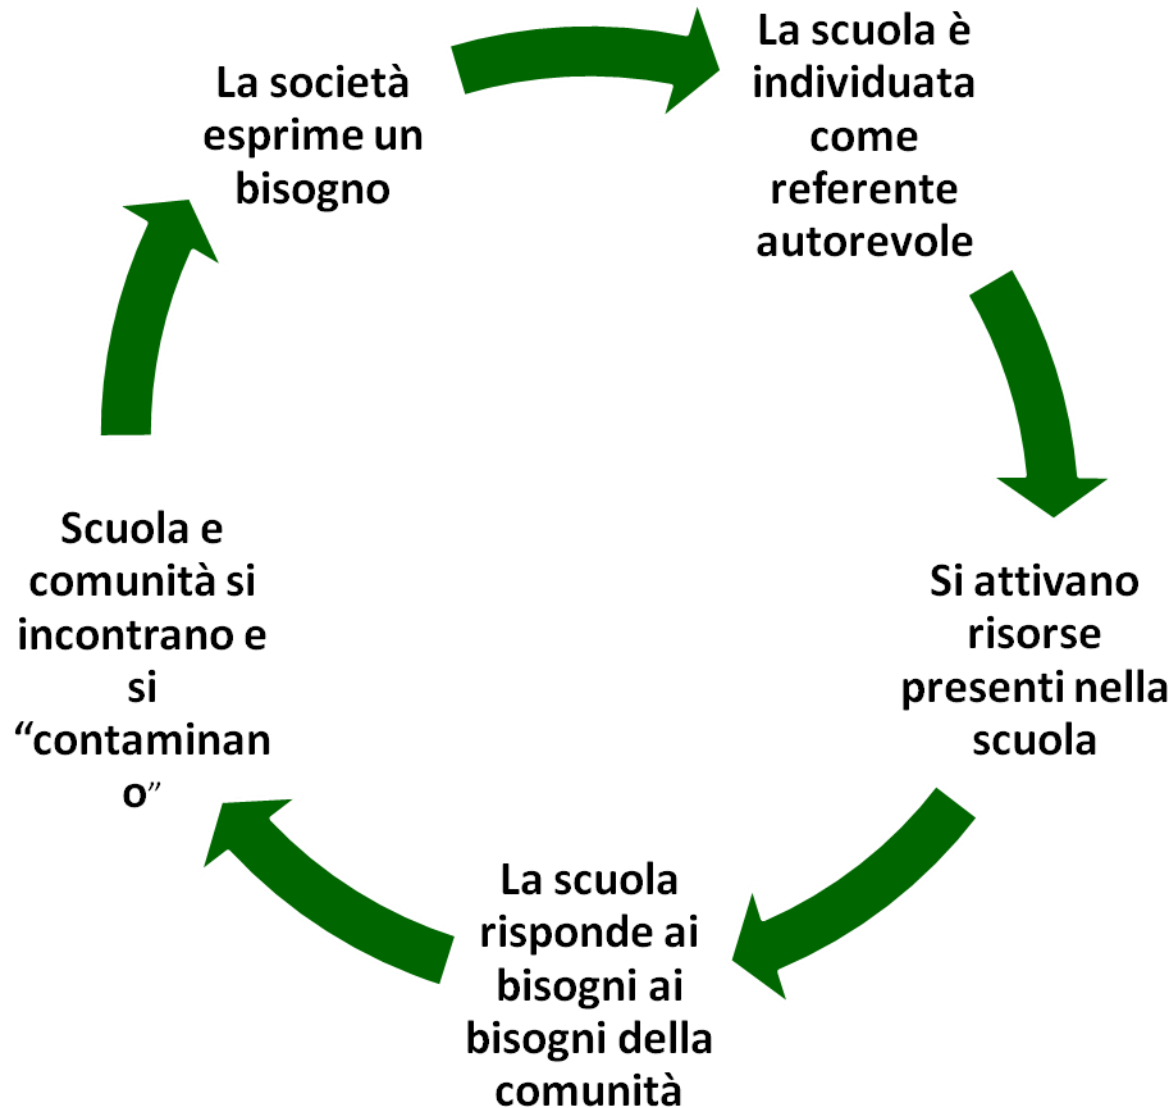 La società
esprime un
bisogno
La scuola è
individuata
come
referente
autorevole
Si attivano
risorse
presenti nella
scuola
La scuola
risponde ai
bisogni ai
bisogni della
comunità
Scuola e
comunità si
incontrano e
si
“contaminan
o”